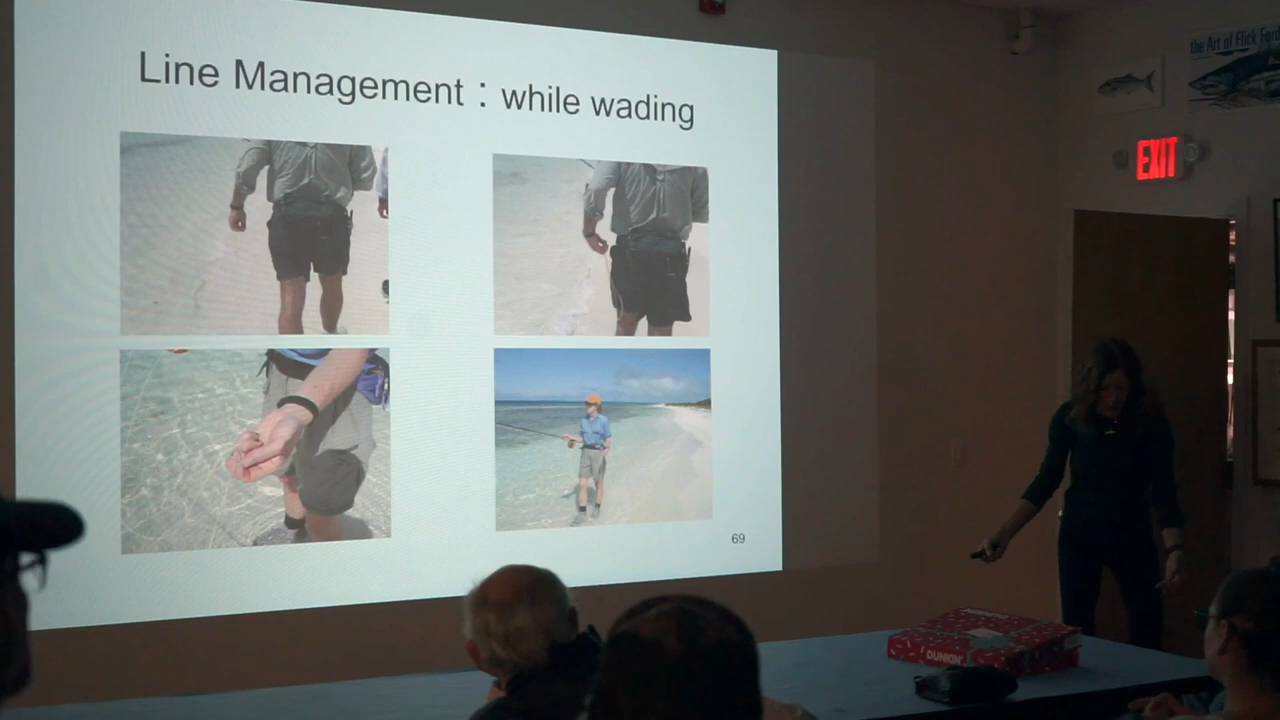 Line Management : while wading
69
the Art of Flick Ford
EXIT
DUNKIN'